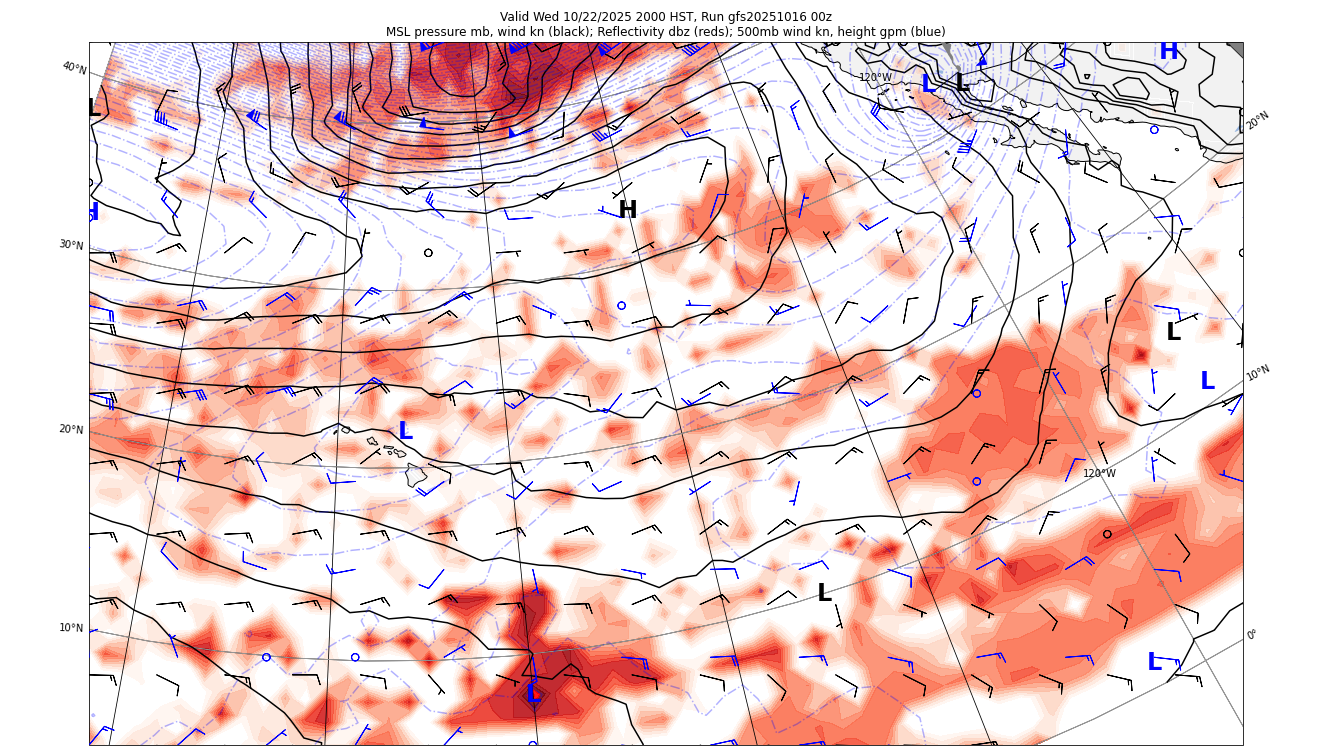 Valid Wed 10/22/2025 2000 HST, Run gfs20251016 00z
MSL pressure mb, wind kn (black); Reflectivity dbz (reds); 500mb wind kn, height gpm (blue)
H
40°N
120°W
L
L
L
20°N
H
H
30°N
L
10°N
L
L
20°N
120°W
L
10°N
0°
L
L